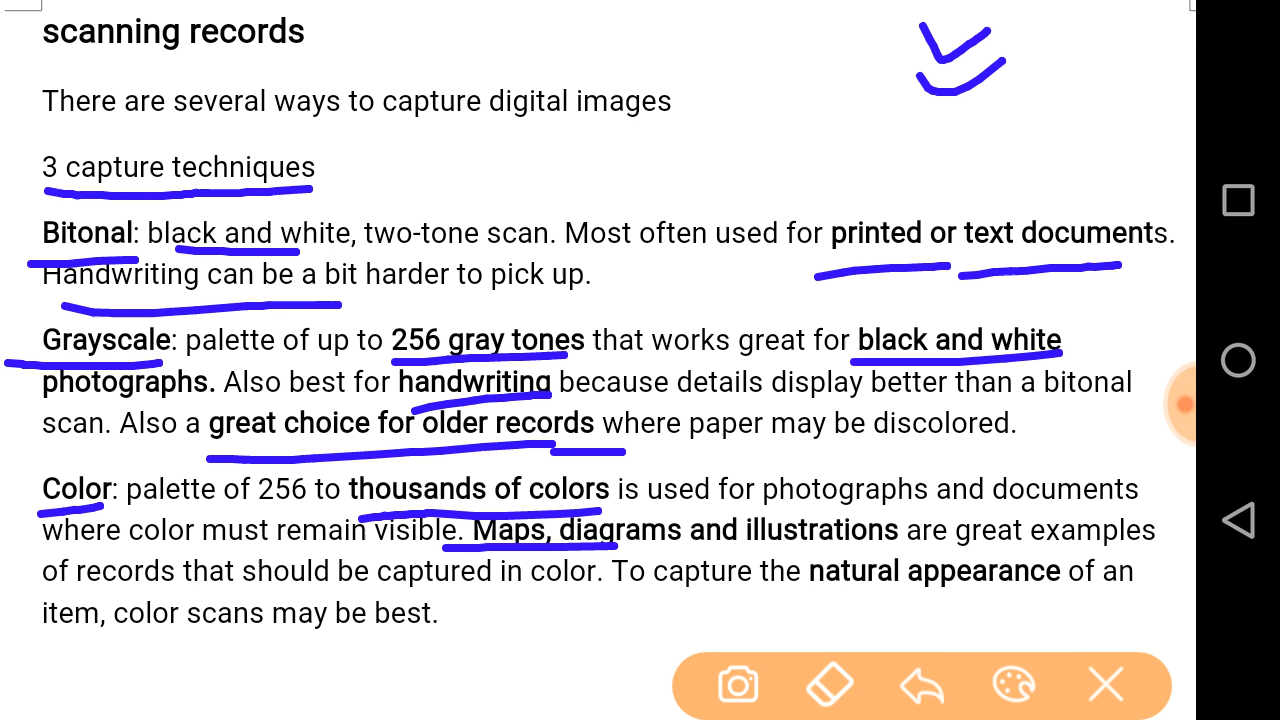 scanning records
There are several ways to capture digital images
3 capture techniques
Bitonal: black and white, two-tone scan. Most often used for printed or text documents.
Handwriting can be a bit harder to pick up.
Grayscale: palette of up to 256 gray tones that works great for black and white
photographs. Also best for handwriting because details display better than a bitonal
scan. Also a great choice for older records where paper may be discolored.
Color: palette of 256 to thousands of colors is used for photographs and documents
where color must remain visible. Maps, diagrams and illustrations are great examples
of records that should be captured in color. To capture the natural appearance of an
item, color scans may be best.